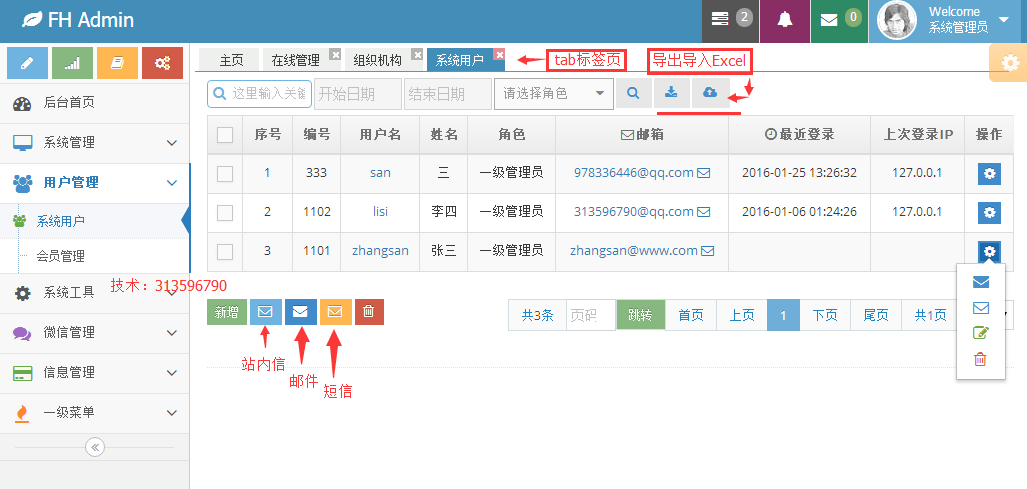 FH Admin
2
0
Welcome
系统管理员
主页
在线管理
组织机构
系统用户
tab标签页
导出导入Excel
后台首页
系统管理
用户管理
系统用户
会员管理
系统工具
微信管理
信息管理
一级菜单
技术：313596790
这里输入关键
开始日期
结束日期
请选择角色
序号 编号 用户名 姓名 角色 邮箱 最近登录 上次登录IP 操作
1 333 san 三 一级管理员 978336446@qq.com 2016-01-25 13:26:32 127.0.0.1
2 1102 lisi 李四 一级管理员 313596790@qq.com 2016-01-06 01:24:26 127.0.0.1
3 1101 zhangsan 张三 一级管理员 zhangsan@www.com
新增
共3条
页码
跳转
首页
上页
1
下页
尾页
共1页
站内信
邮件
短信